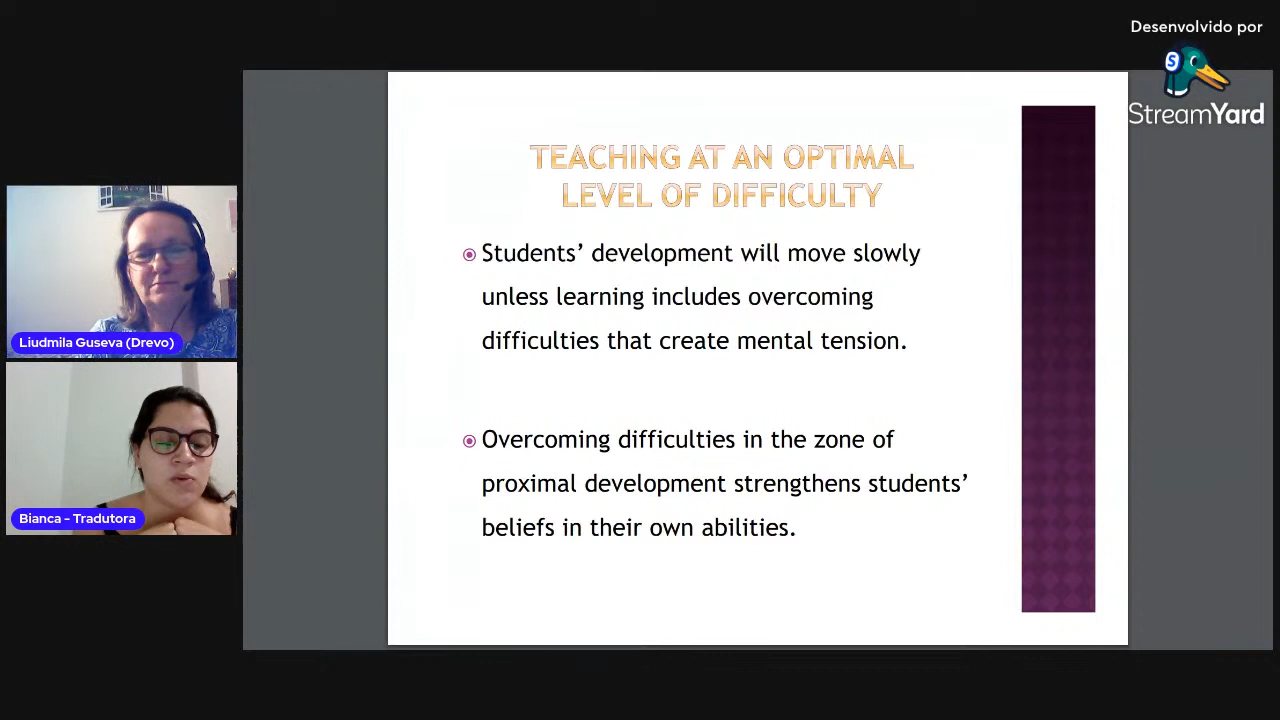 Desenvolvido por
StreamYard
TEACHING AT AN OPTIMAL
LEVEL OF DIFFICULTY
Students’ development will move slowly
unless learning includes overcoming
difficulties that create mental tension.
Overcoming difficulties in the zone of
proximal development strengthens students’
beliefs in their own abilities.
Liudmila Guseva (Drevo)
Bianca - Tradutora